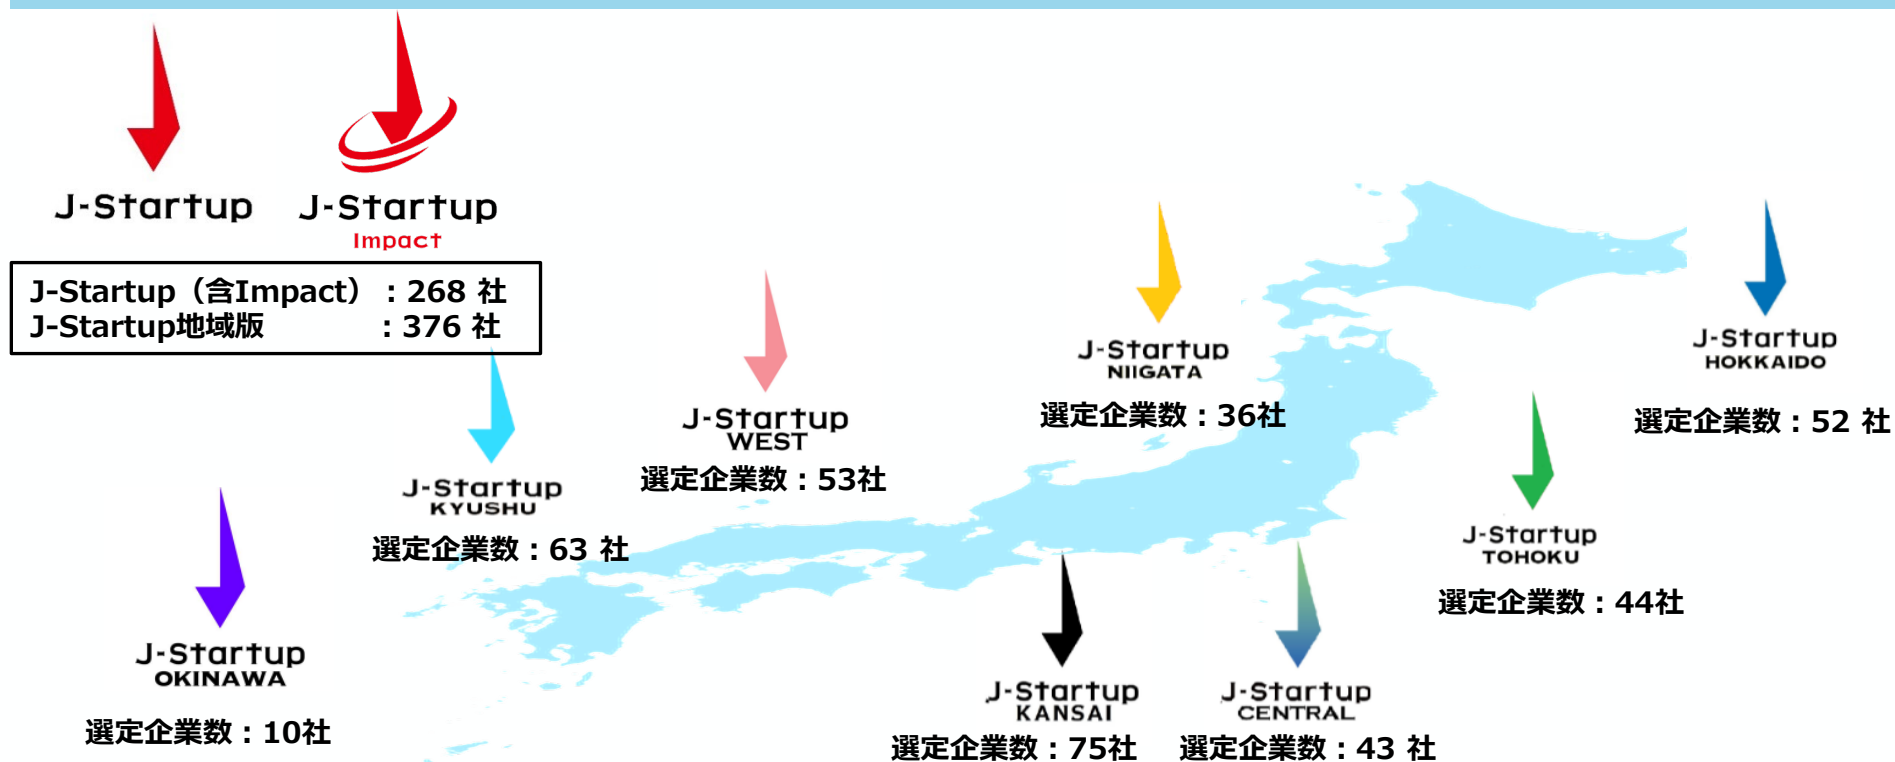 J-Startup
J-Startup
Impact
J-Startup（含Impact）：268 社
J-Startup地域版 ：376 社
J-Startup
NIIGATA
選定企業数：36社
J-Startup
HOKKAIDO
選定企業数：52 社
J-Startup
WEST
選定企業数：53社
J-Startup
KYUSHU
選定企業数：63 社
J-Startup
TOHOKU
選定企業数：44社
J-Startup
OKINAWA
選定企業数：10社
J-Startup
KANSAI
選定企業数：75社
J-Startup
CENTRAL
選定企業数：43 社